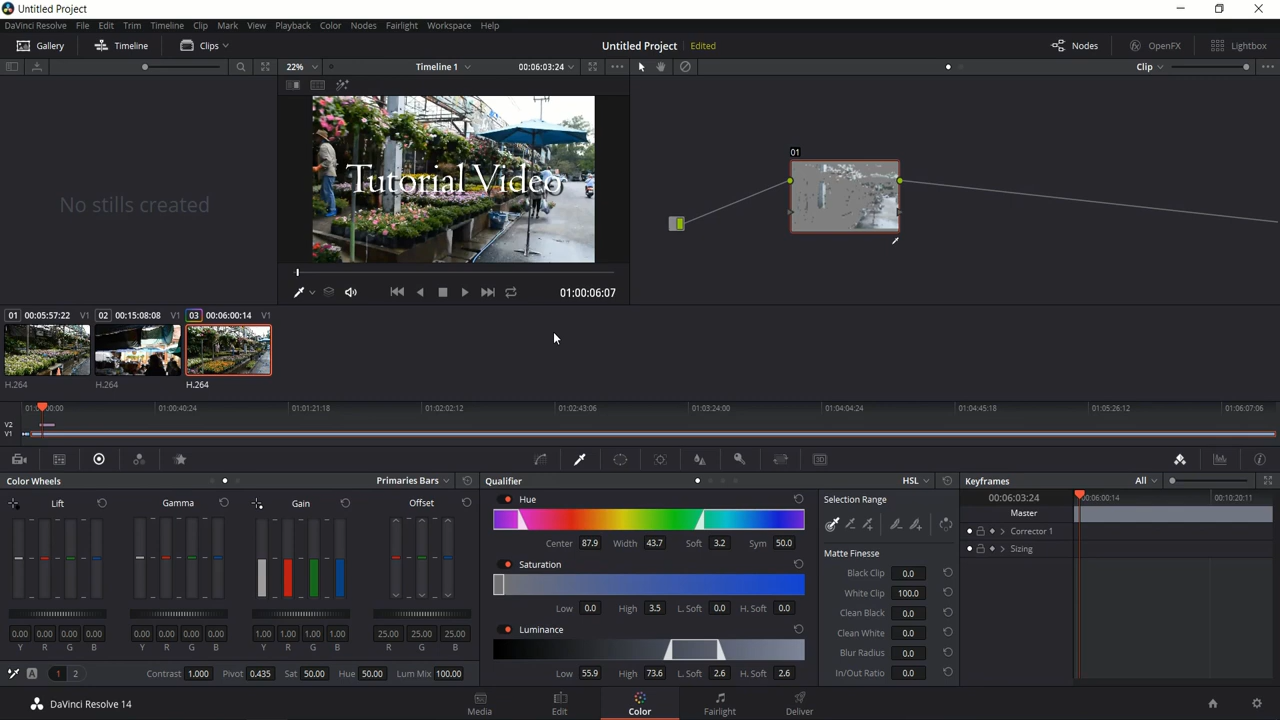 Untitled Project
DaVinci Resolve File Edit Trim Timeline Clip Mark View Playback Color Nodes Fairlight Workspace Help
Gallery Timeline Clips Untitled Project Edited Nodes OpenFX Lightbox
22% Timeline 1 00:06:03:24 Clip
No stills created
Tutorial Video
01
01:00:06:07
01 00:05:57:22 V1 02 00:15:08:08 V1 03 00:06:00:14 V1
H.264 H.264 H.264
01:00:40:24 01:01:21:18 01:02:02:12 01:02:43:06 01:03:24:00 01:04:04:24 01:04:45:18 01:05:26:12 01:06:07:06
V2
V1
Color Wheels Primaries Bars Qualifier HSL Keyframes All
Lift Gamma Gain Offset Hue Selection Range 00:06:03:24 00:06:00:14 00:10:20:11
Master
Corrector 1
Center 87.9 Width 43.7 Soft 3.2 Sym 50.0
Sizing
Matte Finesse
Saturation
Black Clip 0.0
White Clip 100.0
Low 0.0 High 3.5 L. Soft 0.0 H. Soft 0.0
Clean Black 0.0
Luminance
Clean White 0.0
0.00 0.00 0.00 0.00 0.00 0.00 0.00 0.00 1.00 1.00 1.00 1.00 25.00 25.00 25.00
Y R G B Y R G B Y R G B R G B
Blur Radius 0.0
A 1 2 Contrast 1.000 Pivot 0.435 Sat 50.00 Hue 50.00 Lum Mix 100.00 Low 55.9 High 73.6 L. Soft 2.6 H. Soft 2.6 In/Out Ratio 0.0
DaVinci Resolve 14 Media Edit Color Fairlight Deliver